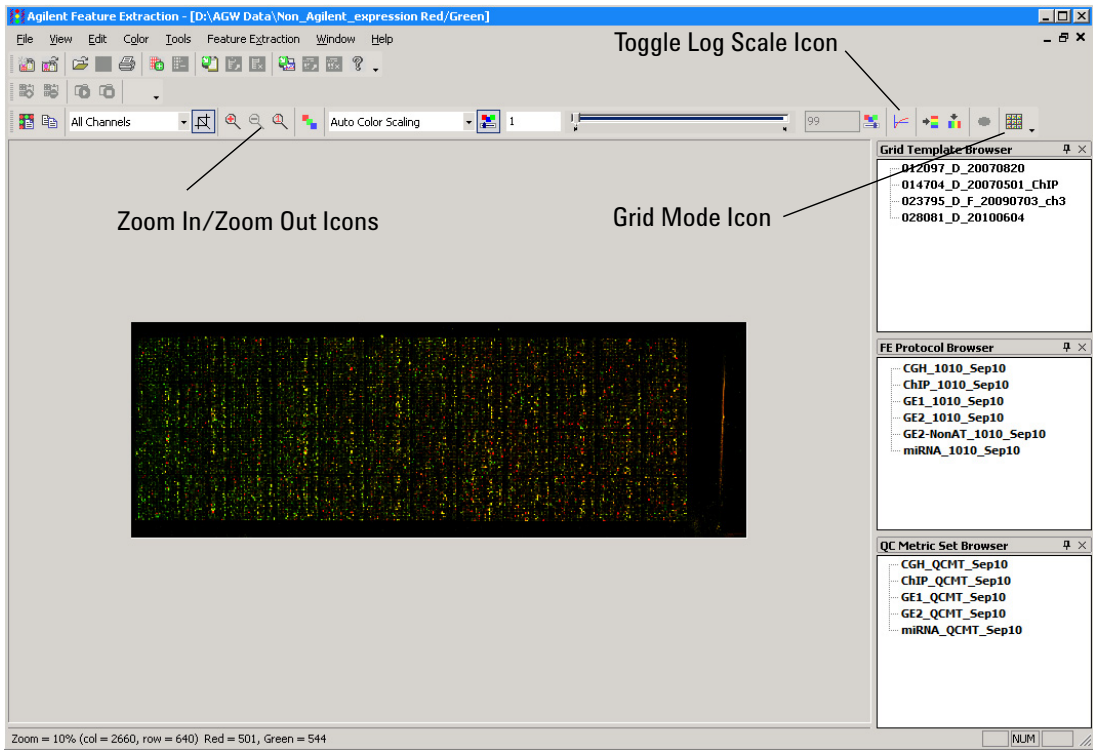 Agilent Feature Extraction - [D:\AGW Data\Non_Agilent_expression Red/Green]
File View Edit Color Tools Feature Extraction Window Help
Toggle Log Scale Icon
All Channels Auto Color Scaling 1 99
Zoom In/Zoom Out Icons
Grid Mode Icon
Grid Template Browser
012097_D_20070820
014704_D_20070501_ChIP
023795_D_F_20090703_ch3
028081_D_20100604
FE Protocol Browser
CGH_1010_Sep10
ChIP_1010_Sep10
GE1_1010_Sep10
GE2_1010_Sep10
GE2-NonAT_1010_Sep10
miRNA_1010_Sep10
QC Metric Set Browser
CGH_QCMT_Sep10
ChIP_QCMT_Sep10
GE1_QCMT_Sep10
GE2_QCMT_Sep10
miRNA_QCMT_Sep10
Zoom = 10% (col = 2660, row = 640) Red = 501, Green = 544
NUM